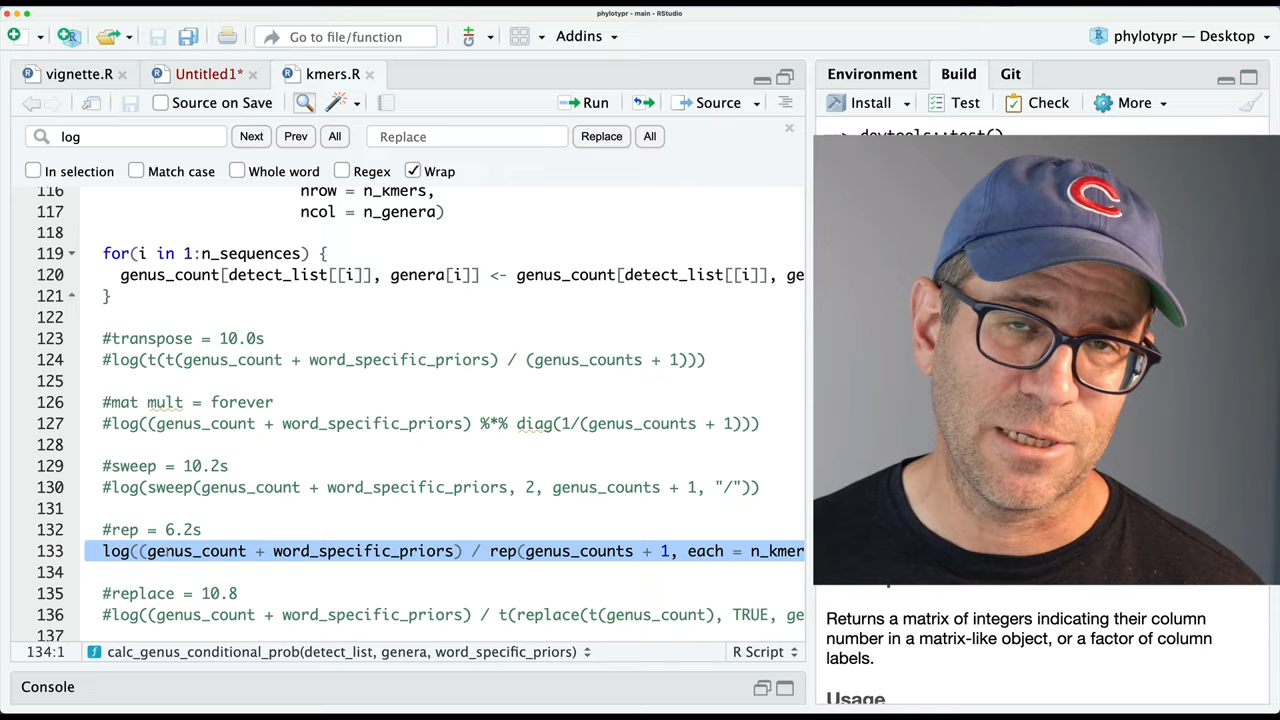 phylotypr - main - RStudio
Go to file/function
Addins
phylotypr — Desktop
vignette.R
Untitled1*
kmers.R
Environment
Build
Git
Source on Save
Run
Source
Install
Test
Check
More
log
Next
Prev
All
Replace
Replace
All
devtools::test()
In selection
Match case
Whole word
Regex
Wrap
116 nrow = n_kmers,
117 ncol = n_genera)
118
119 for(i in 1:n_sequences) {
120 genus_count[detect_list[[i]], genera[i]] <- genus_count[detect_list[[i]], ge
121 }
122
123 #transpose = 10.0s
124 #log(t(t(genus_count + word_specific_priors) / (genus_counts + 1)))
125
126 #mat mult = forever
127 #log((genus_count + word_specific_priors) %*% diag(1/(genus_counts + 1)))
128
129 #sweep = 10.2s
130 #log(sweep(genus_count + word_specific_priors, 2, genus_counts + 1, "/"))
131
132 #rep = 6.2s
133 log((genus_count + word_specific_priors) / rep(genus_counts + 1, each = n_kmer
134
135 #replace = 10.8
136 #log((genus_count + word_specific_priors) / t(replace(t(genus_count), TRUE, ge
137
C
Returns a matrix of integers indicating their column
number in a matrix-like object, or a factor of column
labels.
134:1
calc_genus_conditional_prob(detect_list, genera, word_specific_priors)
R Script
Console
Usage